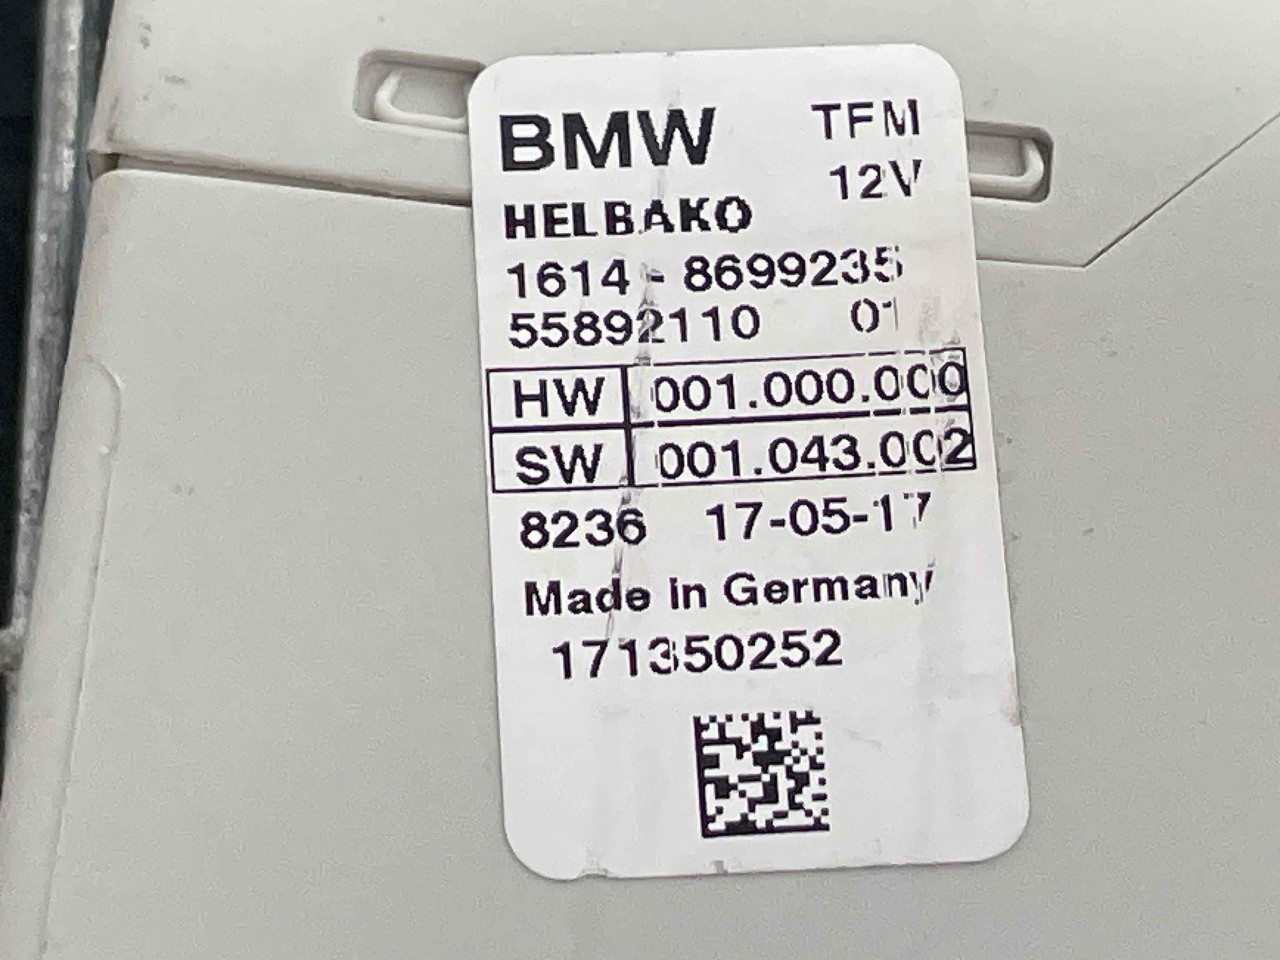 BMW TFM
12V
HELBAKO
1614 - 8699235
55892110 01
HW 001.000.000
SW 001.043.002
8236 17-05-17
Made in Germany
171350252